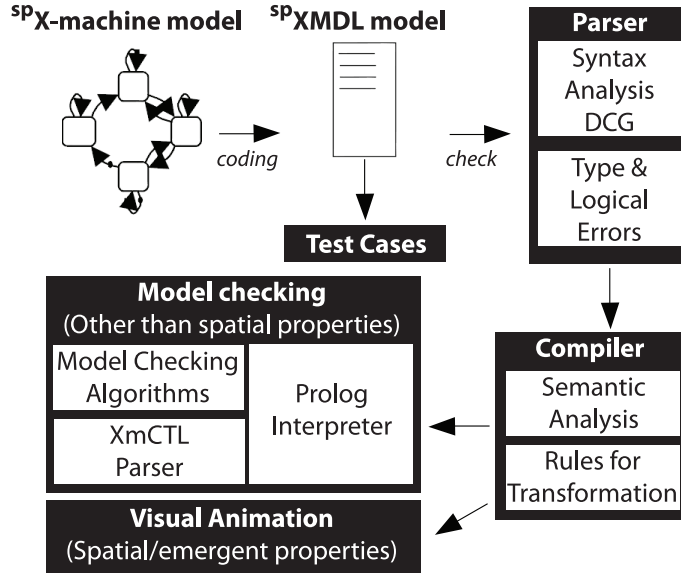 spX-machine model
spXMDL model
coding
check
Parser
Syntax
Analysis
DCG
Type &
Logical
Errors
Test Cases
Model checking
(Other than spatial properties)
Model Checking
Algorithms
XmCTL
Parser
Prolog
Interpreter
Compiler
Semantic
Analysis
Rules for
Transformation
Visual Animation
(Spatial/emergent properties)